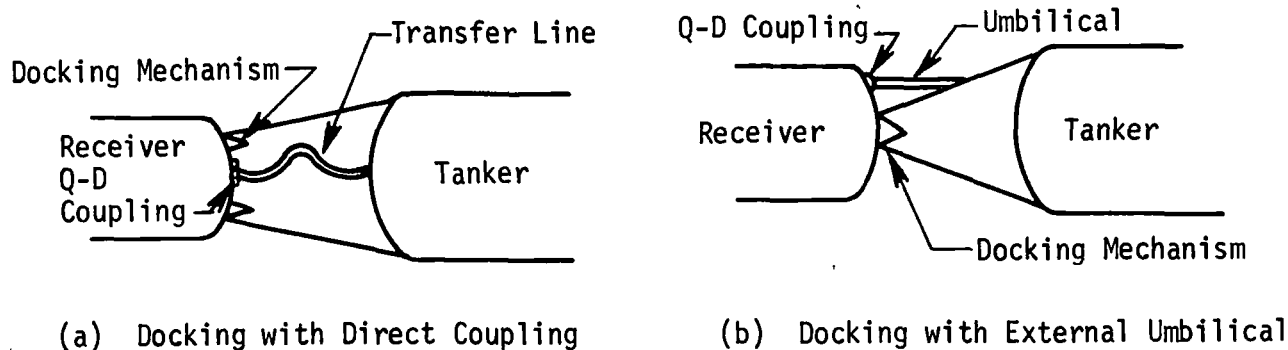 Transfer Line
Docking Mechanism
Receiver
Q-D
Coupling
Tanker
(a) Docking with Direct Coupling
Q-D Coupling
Umbilical
Receiver
Tanker
Docking Mechanism
(b) Docking with External Umbilical